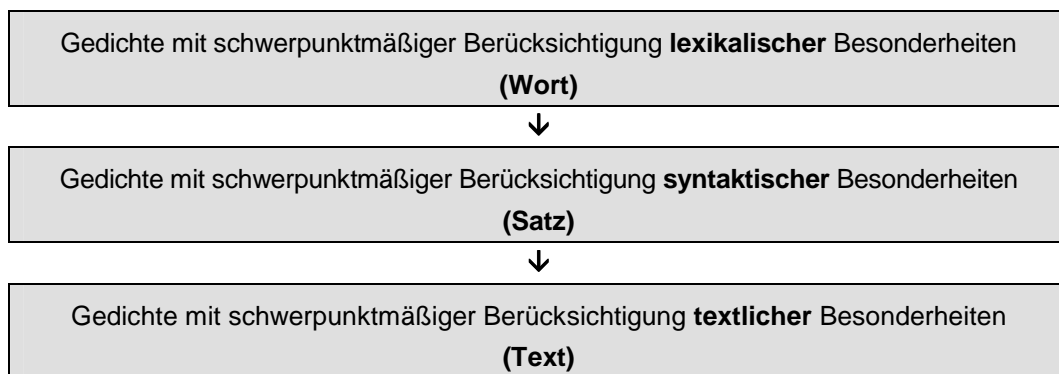 Gedichte mit schwerpunktmäßiger Berücksichtigung lexikalischer Besonderheiten
(Wort)
Gedichte mit schwerpunktmäßiger Berücksichtigung syntaktischer Besonderheiten
(Satz)
Gedichte mit schwerpunktmäßiger Berücksichtigung textlicher Besonderheiten
(Text)